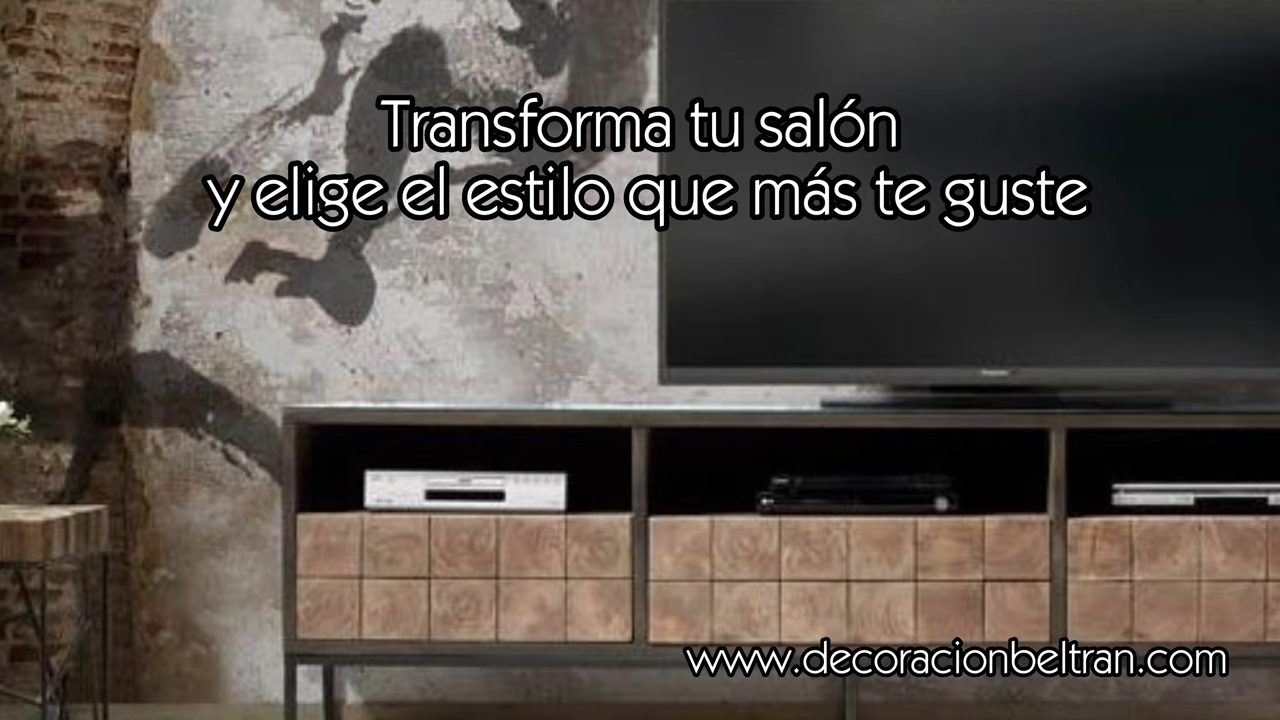 Transforma tu salón
y elige el estilo que más te guste
www.decoracionbeltran.com